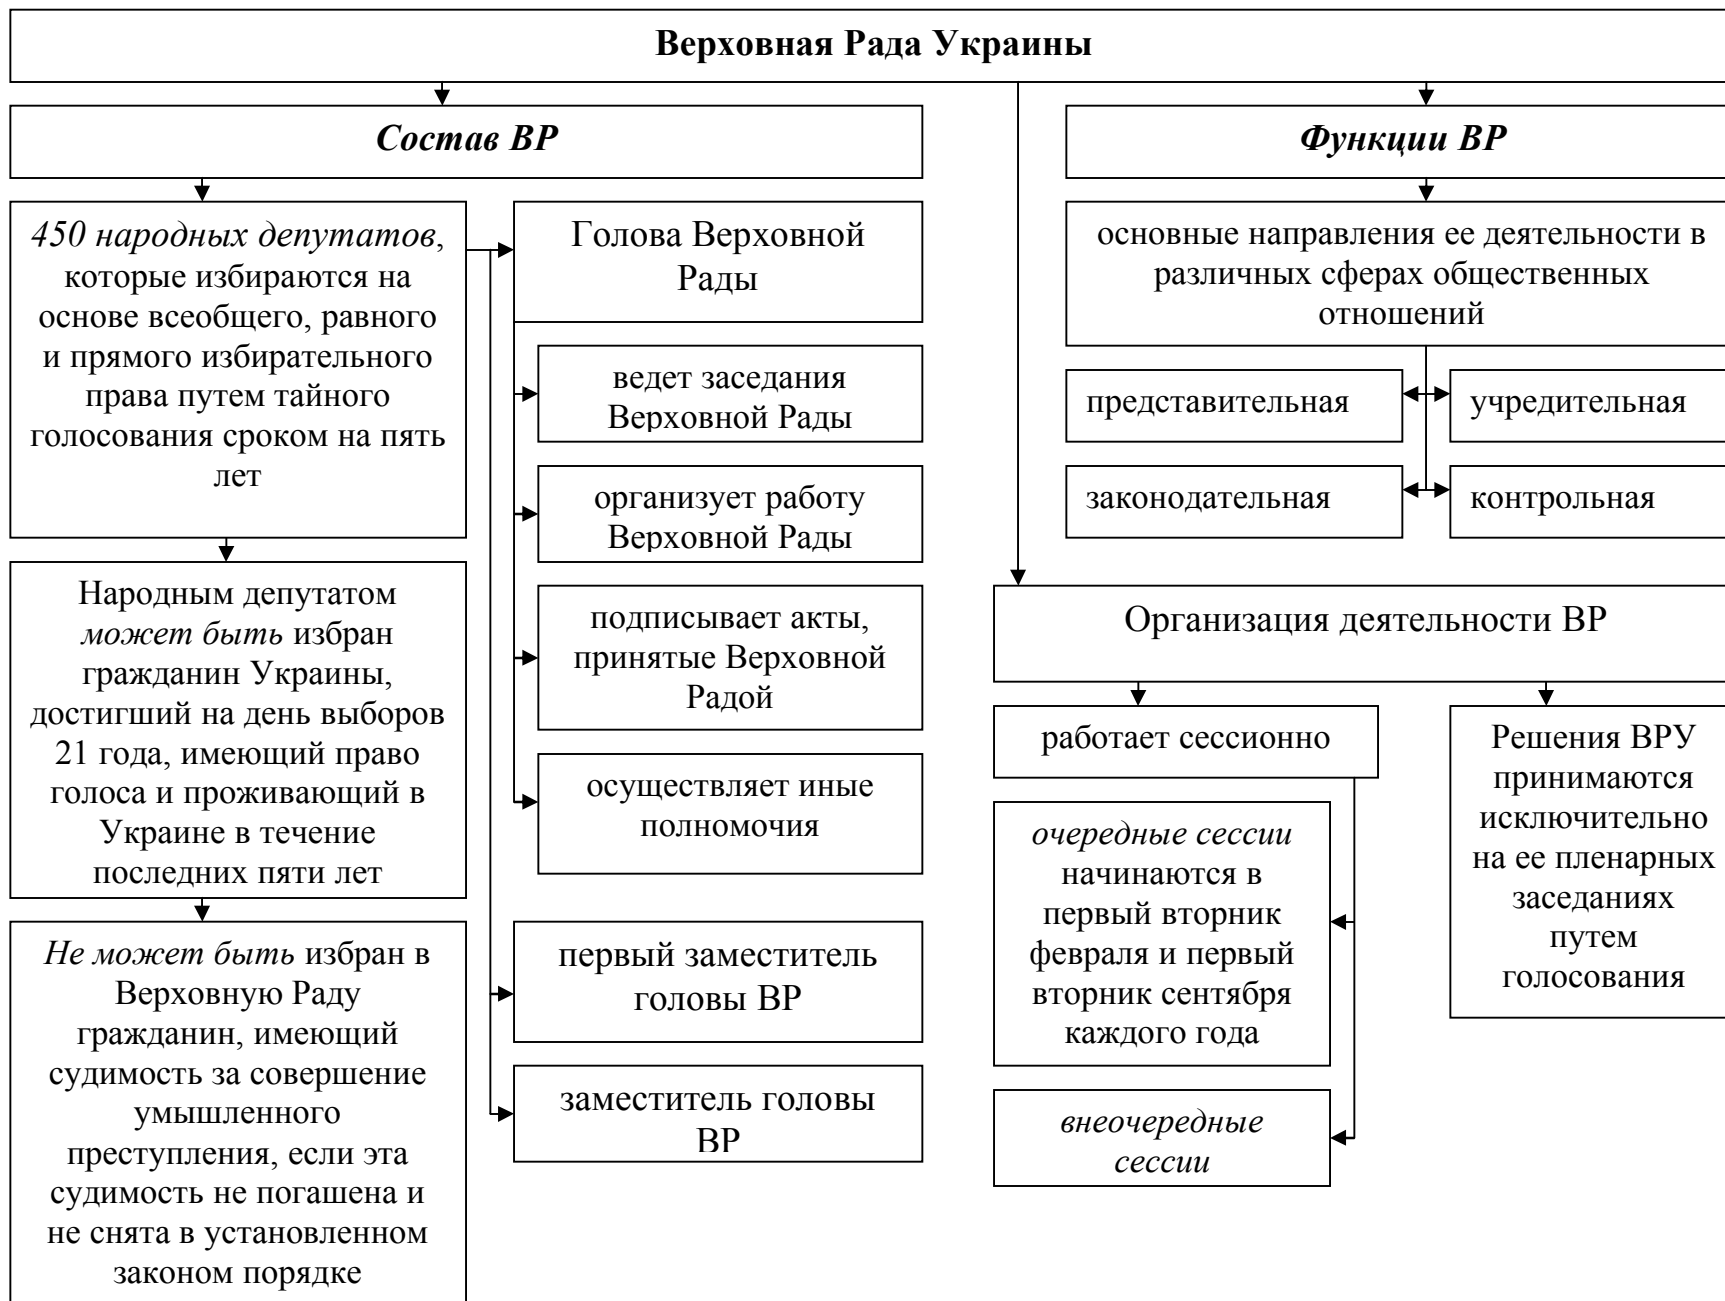 Верховная Рада Украины
Состав ВР
450 народных депутатов,
которые избираются на
основе всеобщего, равного
и прямого избирательного
права путем тайного
голосования сроком на пять
лет
Народным депутатом
может быть избран
гражданин Украины,
достигший на день выборов
21 года, имеющий право
голоса и проживающий в
Украине в течение
последних пяти лет
Не может быть избран в
Верховную Раду
гражданин, имеющий
судимость за совершение
умышленного
преступления, если эта
судимость не погашена и
не снята в установленном
законом порядке
Голова Верховной
Рады
ведет заседания
Верховной Рады
организует работу
Верховной Рады
подписывает акты,
принятые Верховной
Радой
осуществляет иные
полномочия
первый заместитель
головы ВР
заместитель головы
ВР
Функции ВР
основные направления ее деятельности в
различных сферах общественных
отношений
представительная
учредительная
законодательная
контрольная
Организация деятельности ВР
работает сессионно
очередные сессии
начинаются в
первый вторник
февраля и первый
вторник сентября
каждого года
внеочередные
сессии
Решения ВРУ
принимаются
исключительно
на ее пленарных
заседаниях
путем
голосования